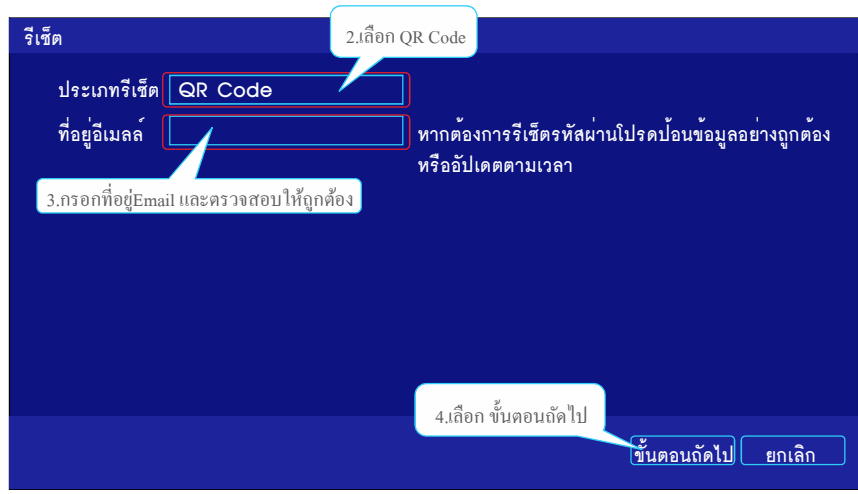 รีเซ็ต
2.เลือก QR Code
ประเภทรีเซ็ต QR Code
ที่อยู่อีเมลล์
หากต้องการรีเซ็ตรหัสผ่านโปรดป้อนข้อมูลอย่างถูกต้อง
หรืออัปเดตตามเวลา
3.กรอกที่อยู่Email และตรวจสอบให้ถูกต้อง
4.เลือก ขั้นตอนถัดไป
ขั้นตอนถัดไป ยกเลิก